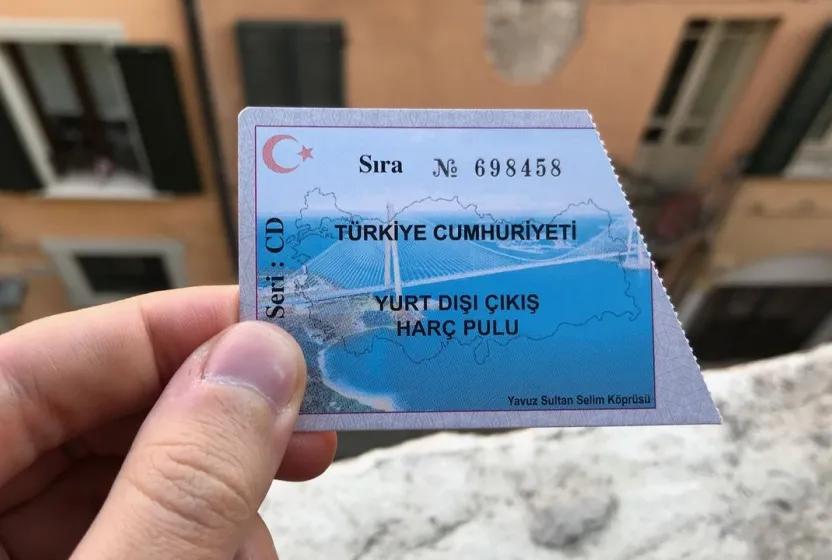 Sıra № 698458
Seri : CD
TÜRKİYE CUMHURİYETİ
YURT DIŞI ÇIKIŞ
HARÇ PULU
Yavuz Sultan Selim Köprüsü